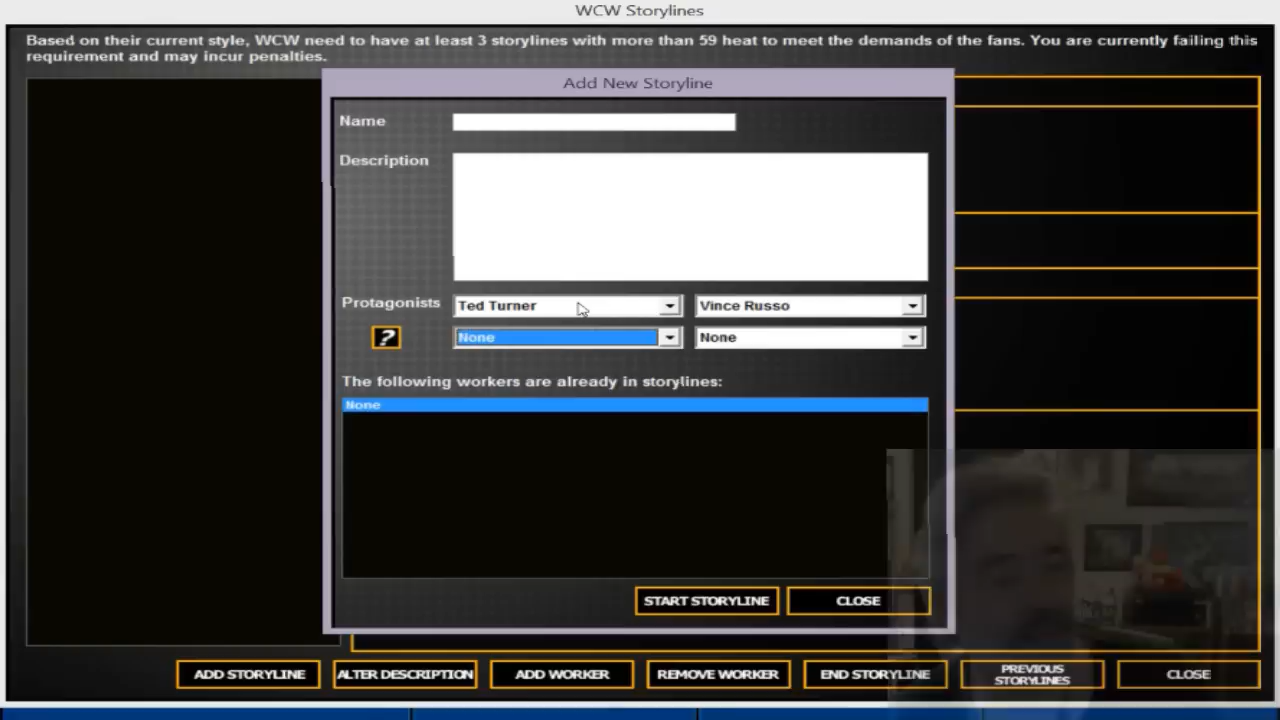 WCW Storylines
Based on their current style, WCW need to have at least 3 storylines with more than 59 heat to meet the demands of the fans. You are currently failing this
requirement and may incur penalties.
Add New Storyline
Name
Description
Protagonists
Ted Turner
Vince Russo
?
None
None
The following workers are already in storylines:
None
START STORYLINE
CLOSE
ADD STORYLINE
ALTER DESCRIPTION
ADD WORKER
REMOVE WORKER
END STORYLINE
PREVIOUS
STORYLINES
CLOSE